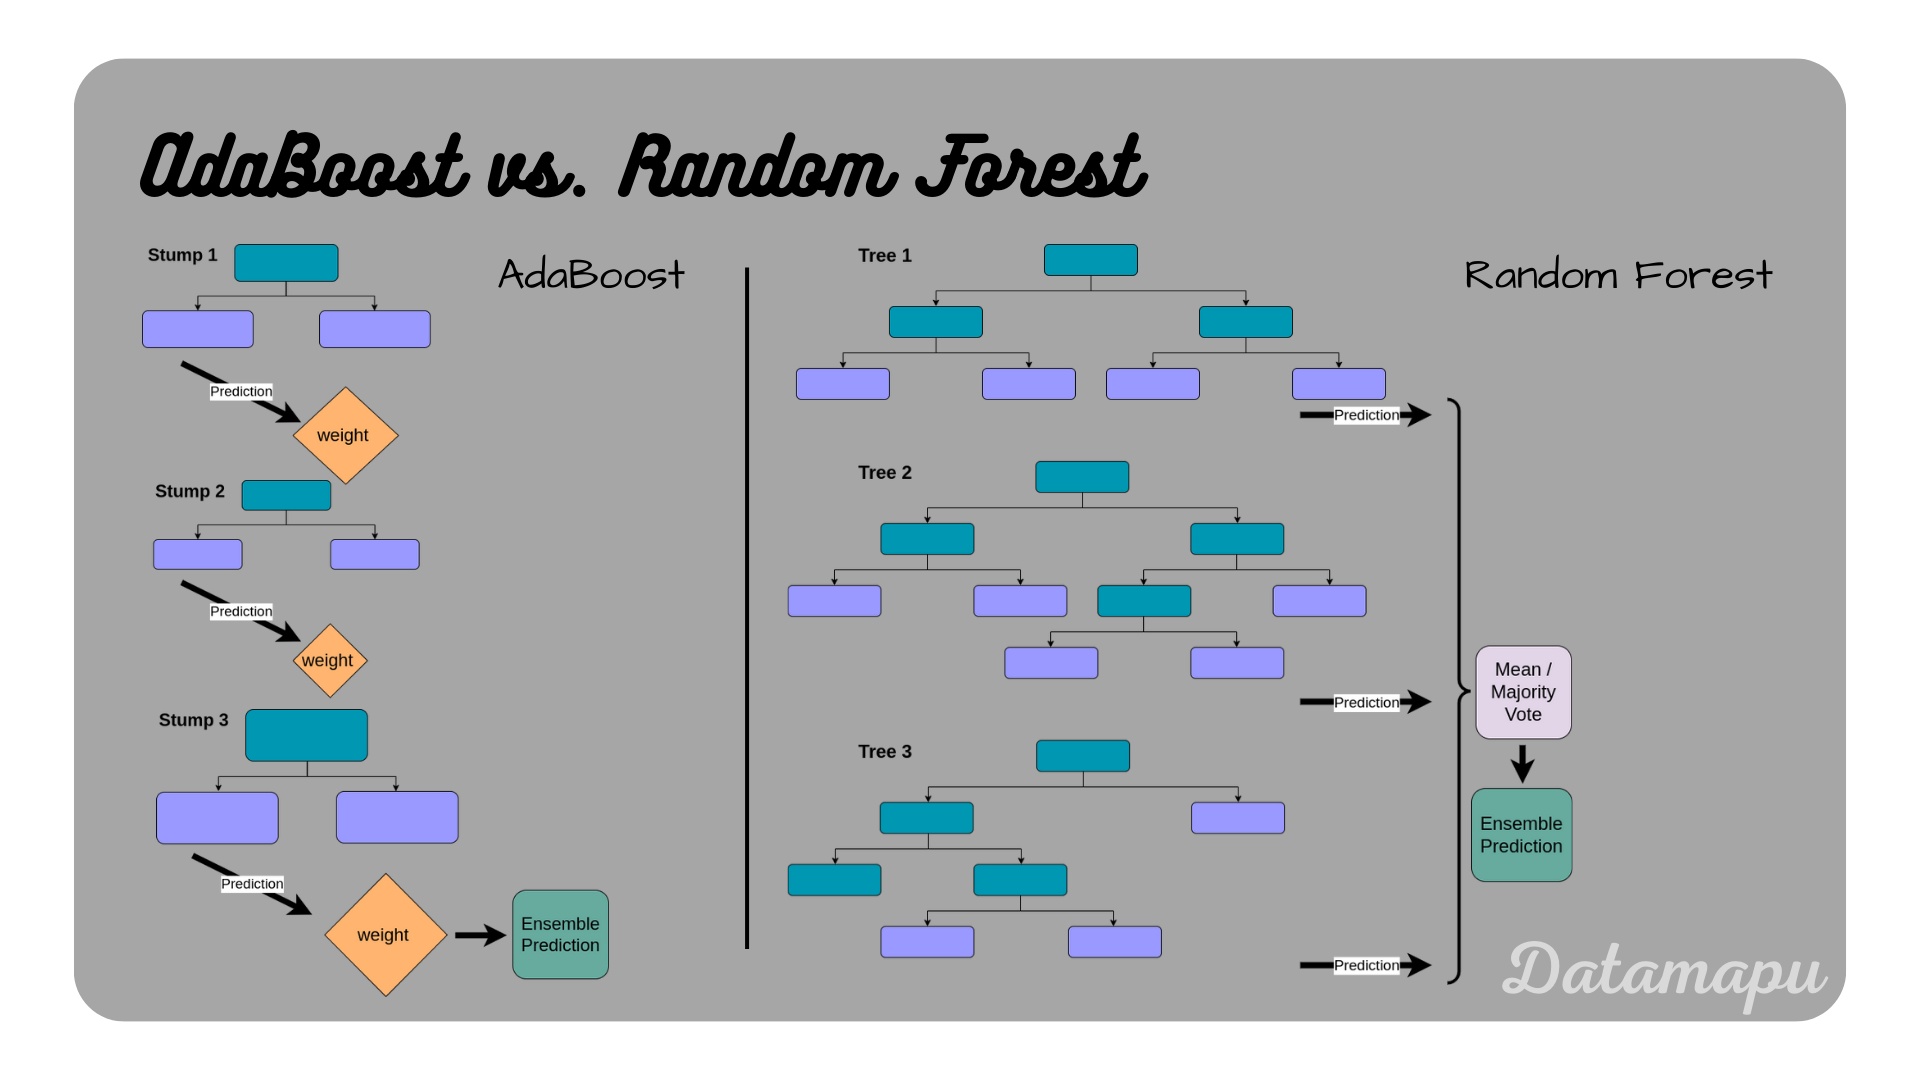 AdaBoost vs. Random Forest
AdaBoost
Stump 1
Prediction
weight
Stump 2
Prediction
weight
Stump 3
Prediction
weight
Ensemble
Prediction
Random Forest
Tree 1
Prediction
Tree 2
Prediction
Tree 3
Prediction
Mean /
Majority
Vote
Ensemble
Prediction
Datamapu